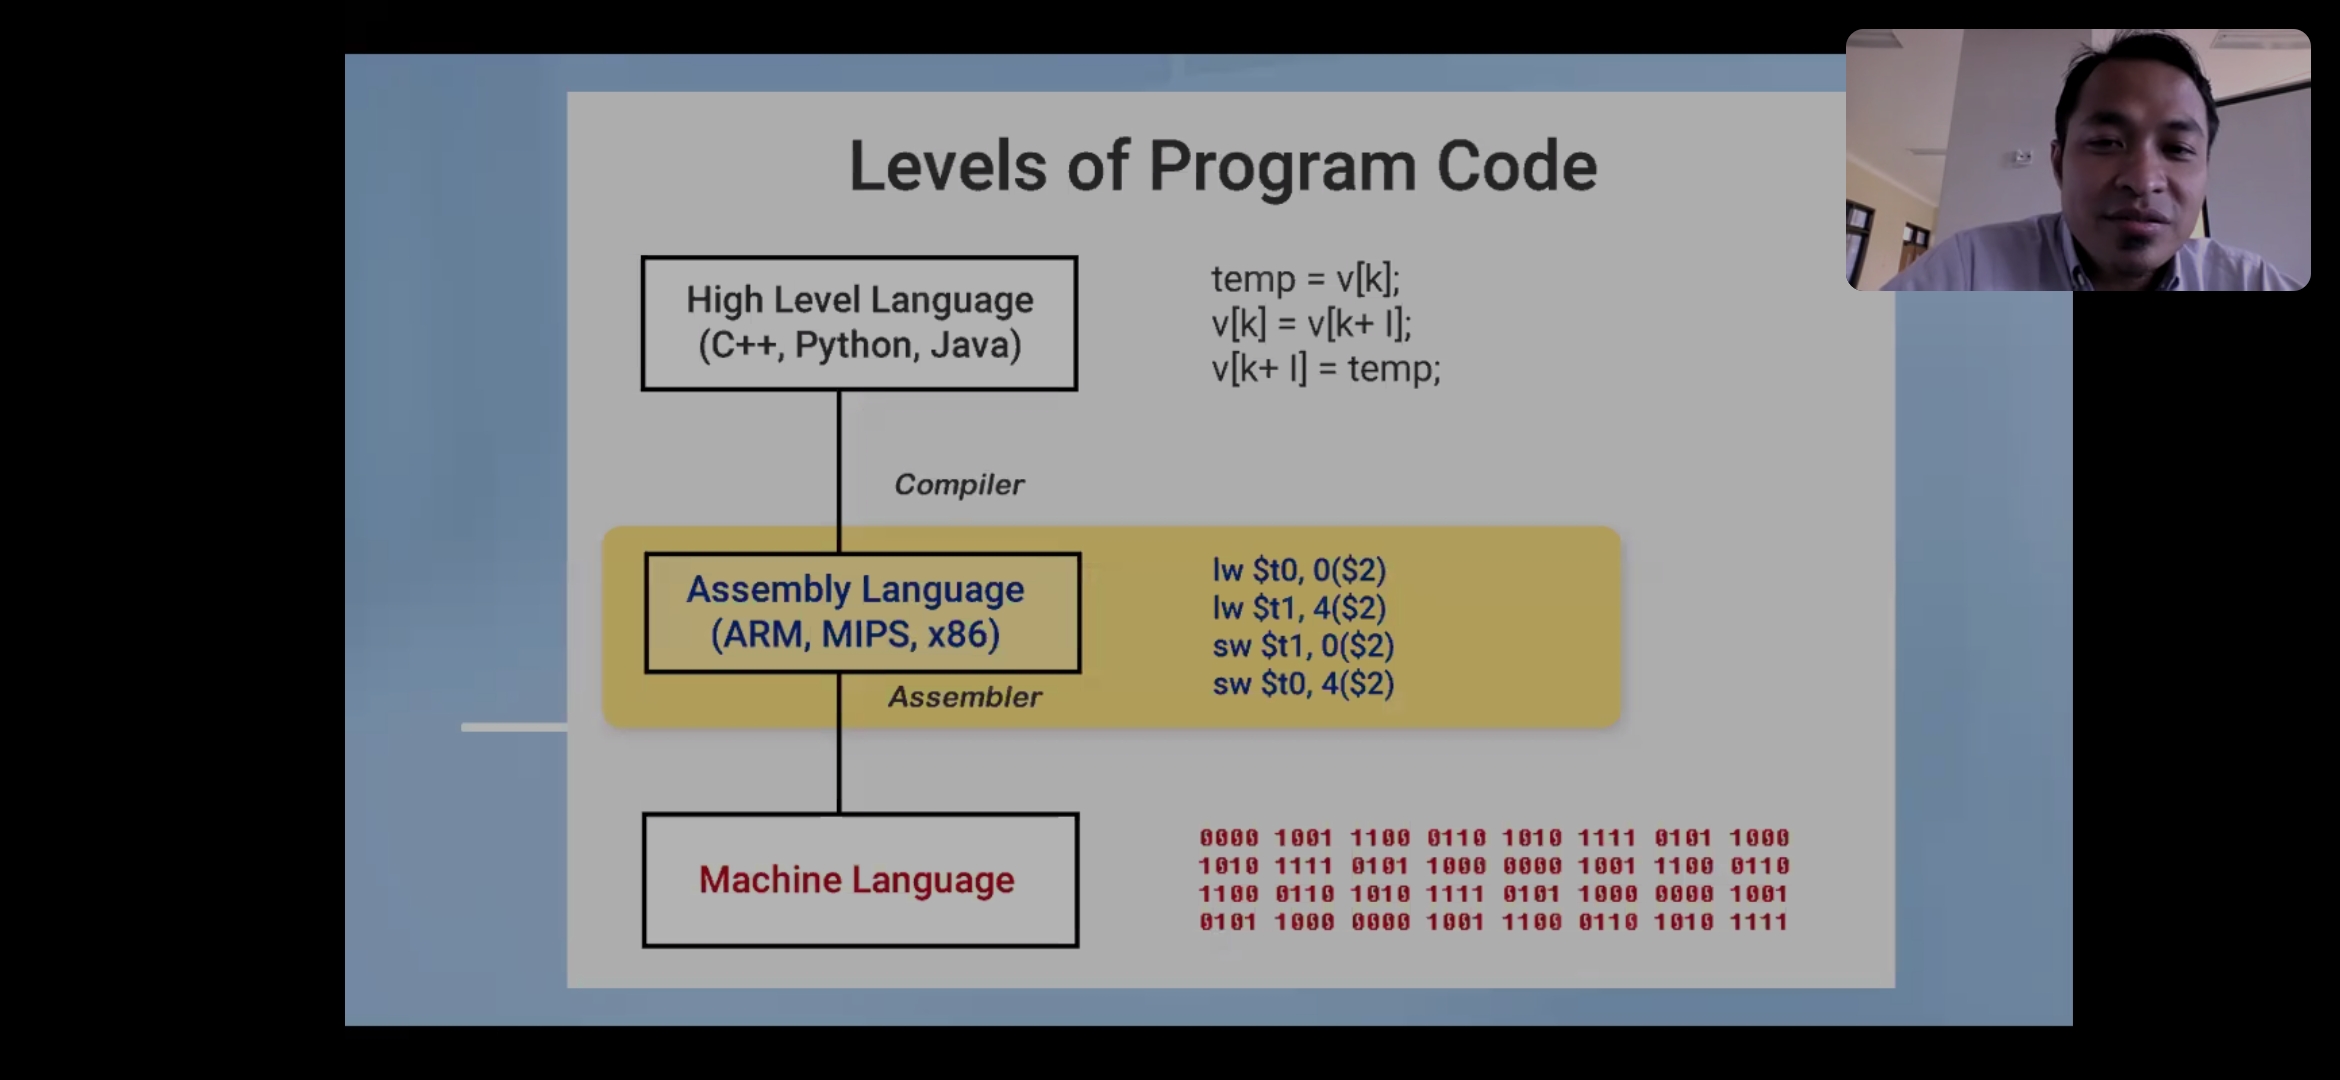 Levels of Program Code
High Level Language
(C++, Python, Java)
temp = v[k];
v[k] = v[k+ I];
v[k+ I] = temp;
Compiler
Assembly Language
(ARM, MIPS, x86)
lw $t0, 0($2)
lw $t1, 4($2)
sw $t1, 0($2)
sw $t0, 4($2)
Assembler
Machine Language
0000 1001 1100 0110 1010 1111 0101 1000
1010 1111 0101 1000 0000 1001 1100 0110
1100 0110 1010 1111 0101 1000 0000 1001
0101 1000 0000 1001 1100 0110 1010 1111